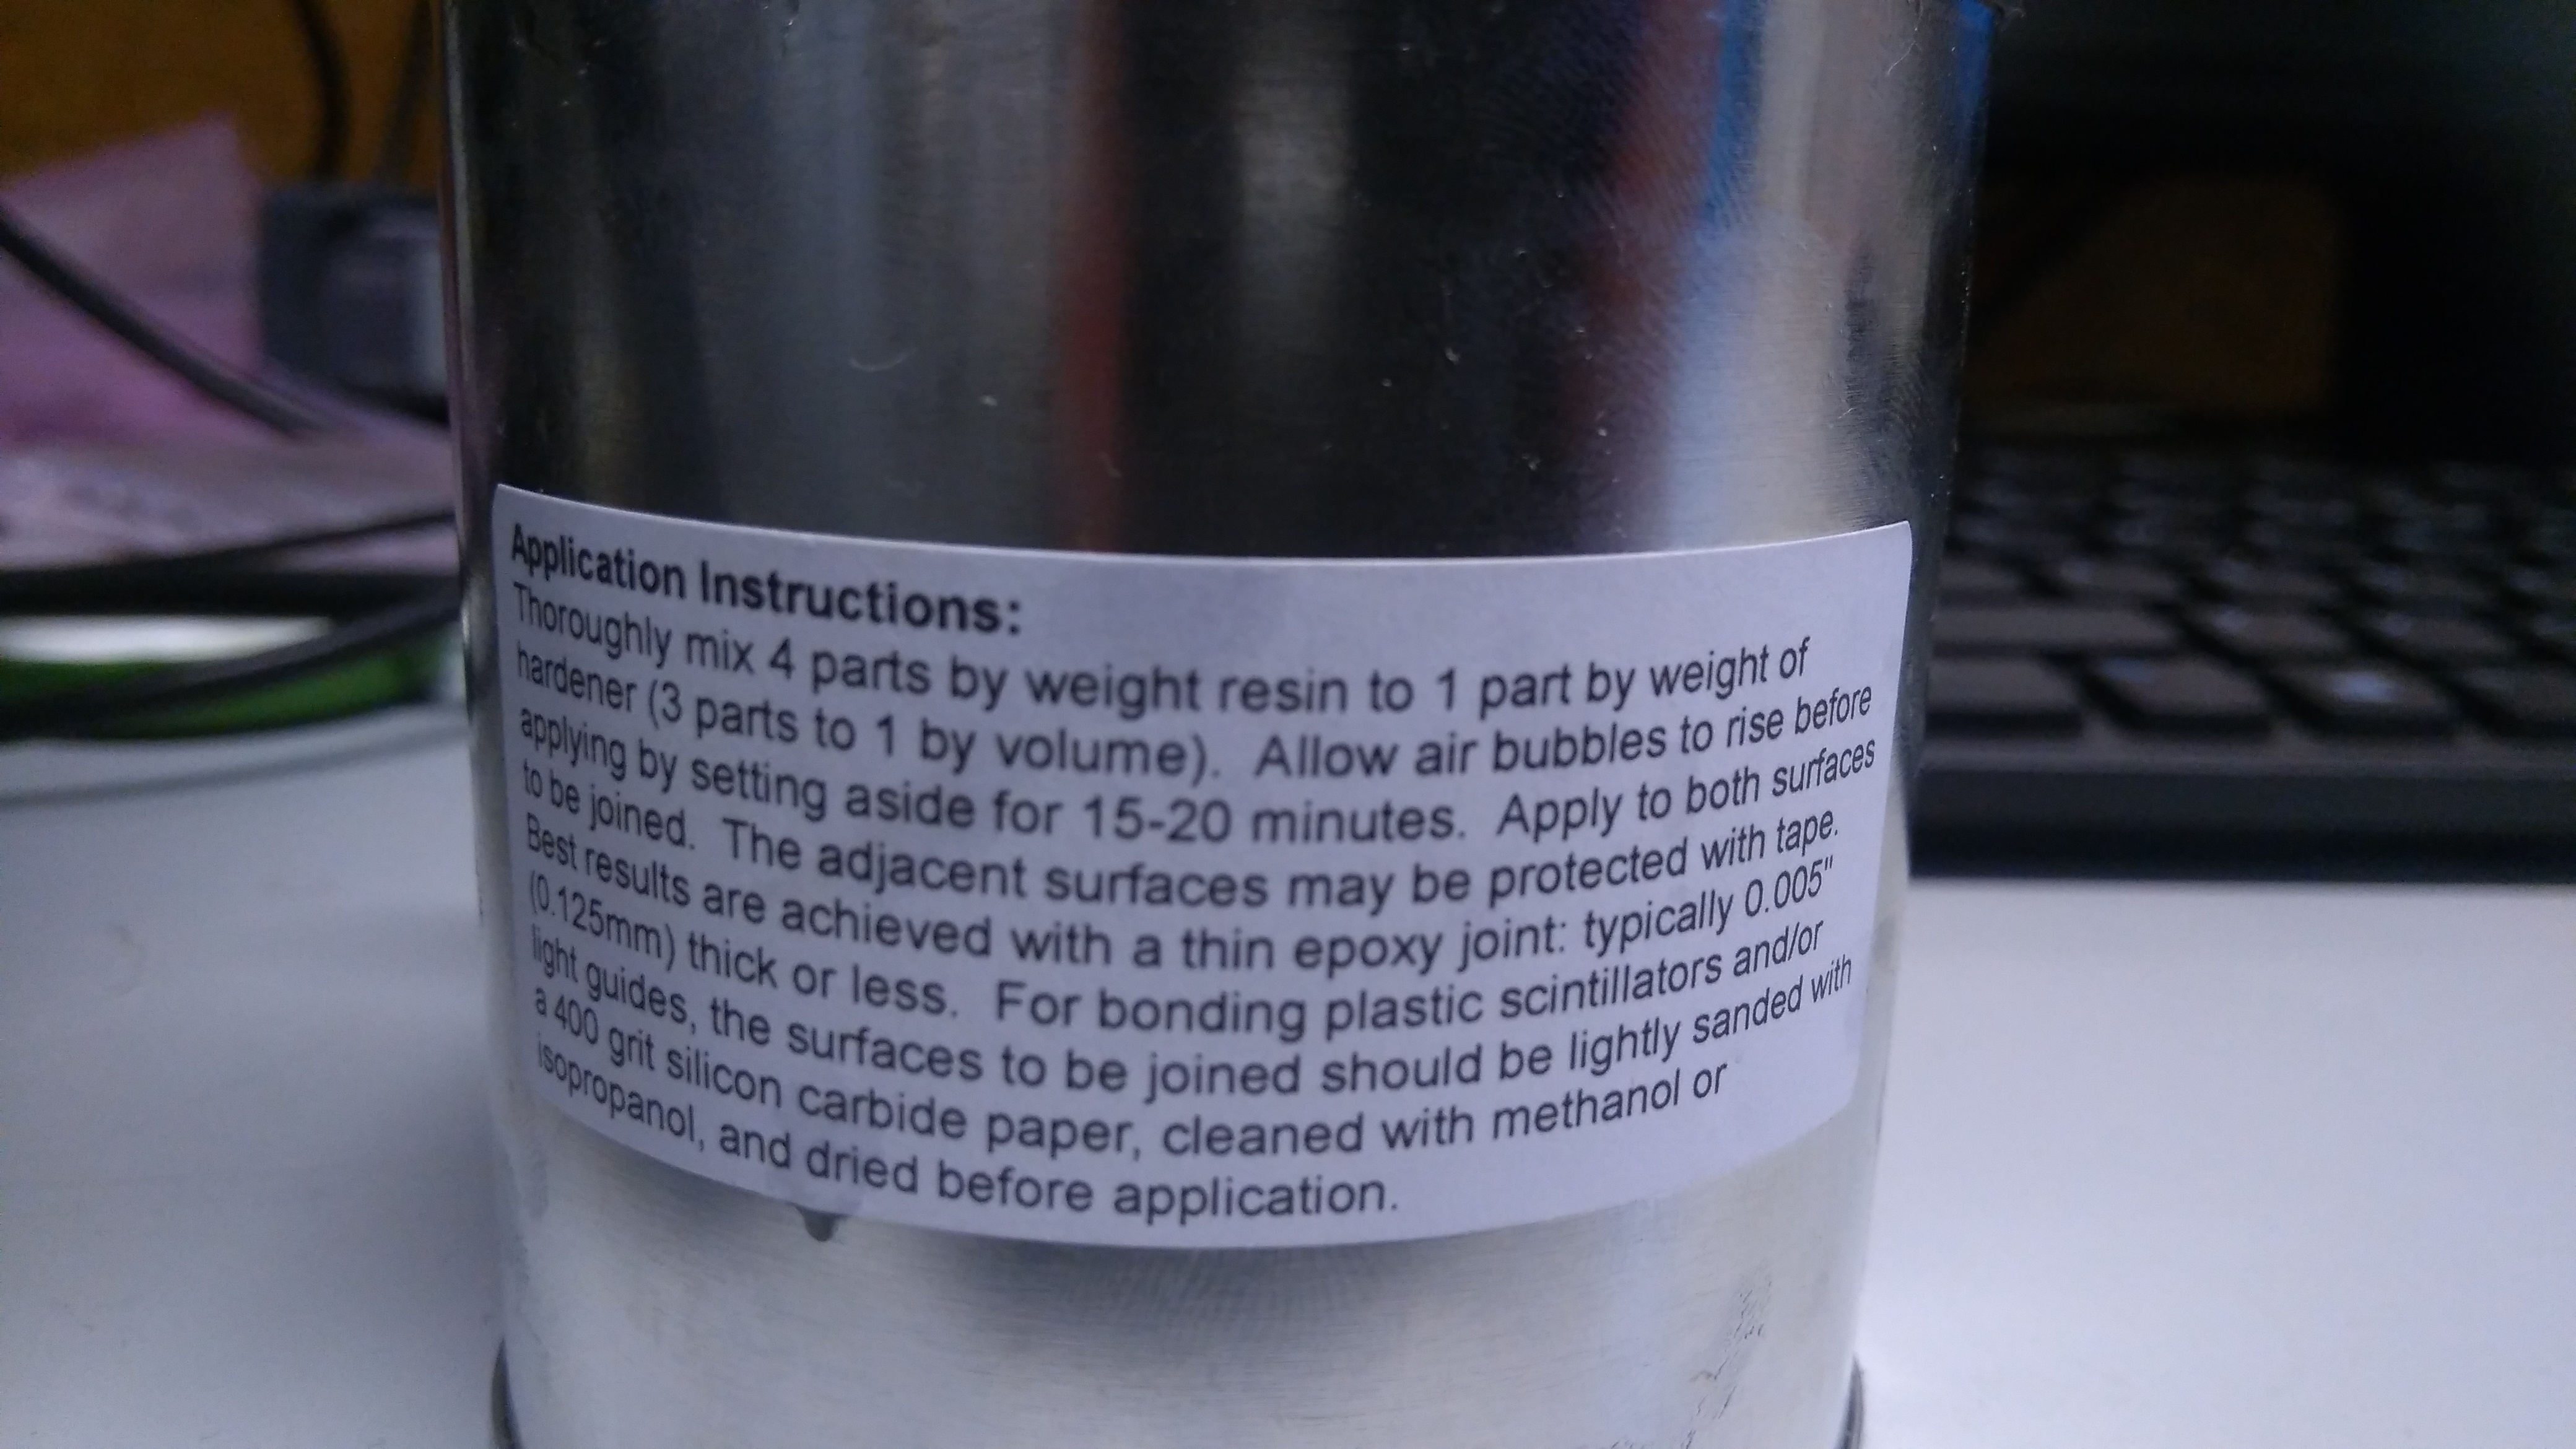 Application Instructions:
Thoroughly mix 4 parts by weight resin to 1 part by weight of
hardener (3 parts to 1 by volume).  Allow air bubbles to rise before
applying by setting aside for 15-20 minutes.  Apply to both surfaces
to be joined.  The adjacent surfaces may be protected with tape.
Best results are achieved with a thin epoxy joint: typically 0.005"
(0.125mm) thick or less.  For bonding plastic scintillators and/or
light guides, the surfaces to be joined should be lightly sanded with
a 400 grit silicon carbide paper, cleaned with methanol or
isopropanol, and dried before application.